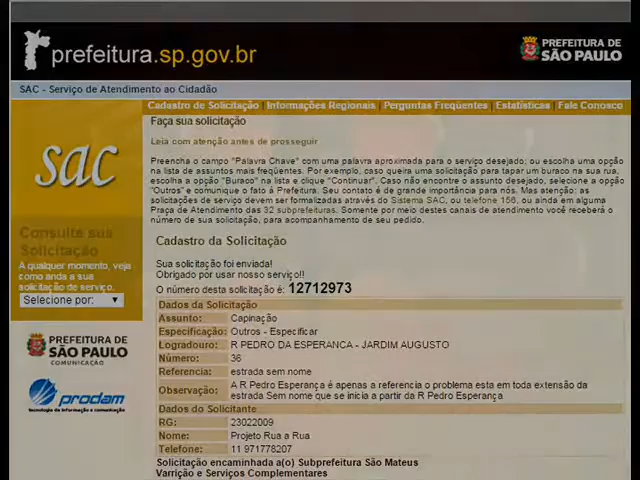 prefeitura.sp.gov.br
PREFEITURA DE
SÃO PAULO
SAC - Serviço de Atendimento ao Cidadão
Cadastro de Solicitação | Informações Regionais | Perguntas Freqüentes | Estatísticas | Fale Conosco
Faça sua solicitação
Leia com atenção antes de prosseguir
sac
Preencha o campo "Palavra Chave" com uma palavra aproximada para o serviço desejado, ou escolha uma opção
na lista de assuntos mais freqüentes. Por exemplo, caso queira uma solicitação para tapar um buraco na sua rua,
escolha a opção "Buraco" na lista e clique "Continuar". Caso não encontre o assunto desejado, selecione a opção
"Outros" e comunique o fato à Prefeitura. Seu contato é de grande importância para nós. Mas atenção: as
solicitações de serviço devem ser formalizadas através do Sistema SAC, ou telefone 156, ou ainda em alguma
Praça de Atendimento das 32 subprefeituras. Somente por meio destes canais de atendimento você receberá o
número de sua solicitação, para acompanhamento de seu pedido.
Consulte sua
Solicitação
A qualquer momento, veja
como anda a sua
solicitação de serviço.
Selecione por:
Cadastro da Solicitação
Sua solicitação foi enviada!
Obrigado por usar nosso serviço!!
O número desta solicitação é: 12712973
Dados da Solicitação
Assunto: Capinação
Especificação: Outros - Especificar
Logradouro: R PEDRO DA ESPERANCA - JARDIM AUGUSTO
Número: 36
Referencia: estrada sem nome
Observação: A R Pedro Esperança é apenas a referencia o problema esta em toda extensão da
estrada Sem nome que se inicia a partir da R Pedro Esperança
Dados do Solicitante
RG: 23022009
Nome: Projeto Rua a Rua
Telefone: 11 971778207
Solicitação encaminhada a(o) Subprefeitura São Mateus
Varrição e Serviços Complementares
PREFEITURA DE
SÃO PAULO
COMUNICAÇÃO
prodam
tecnologia da informação e comunicação